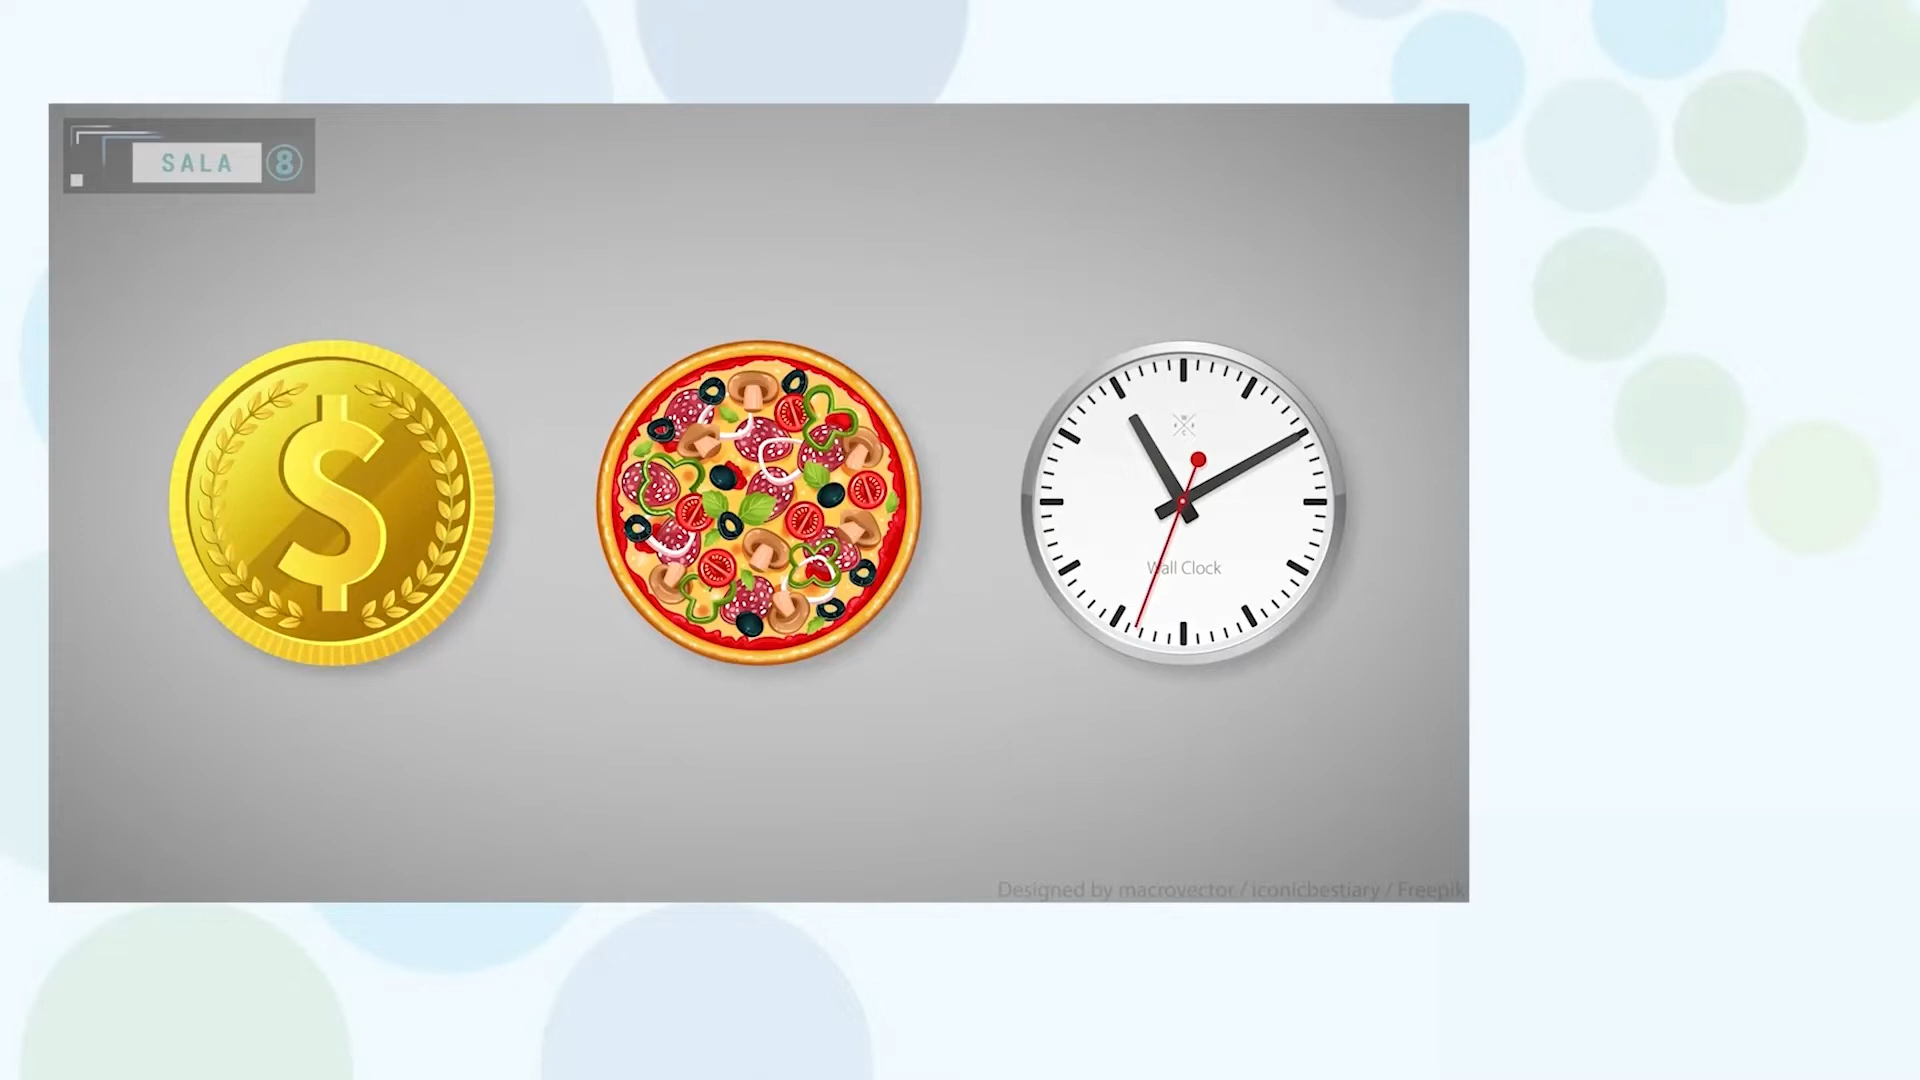 SALA 8
$
Wall Clock
Designed by macrovector / iconicbestiary / Freepik